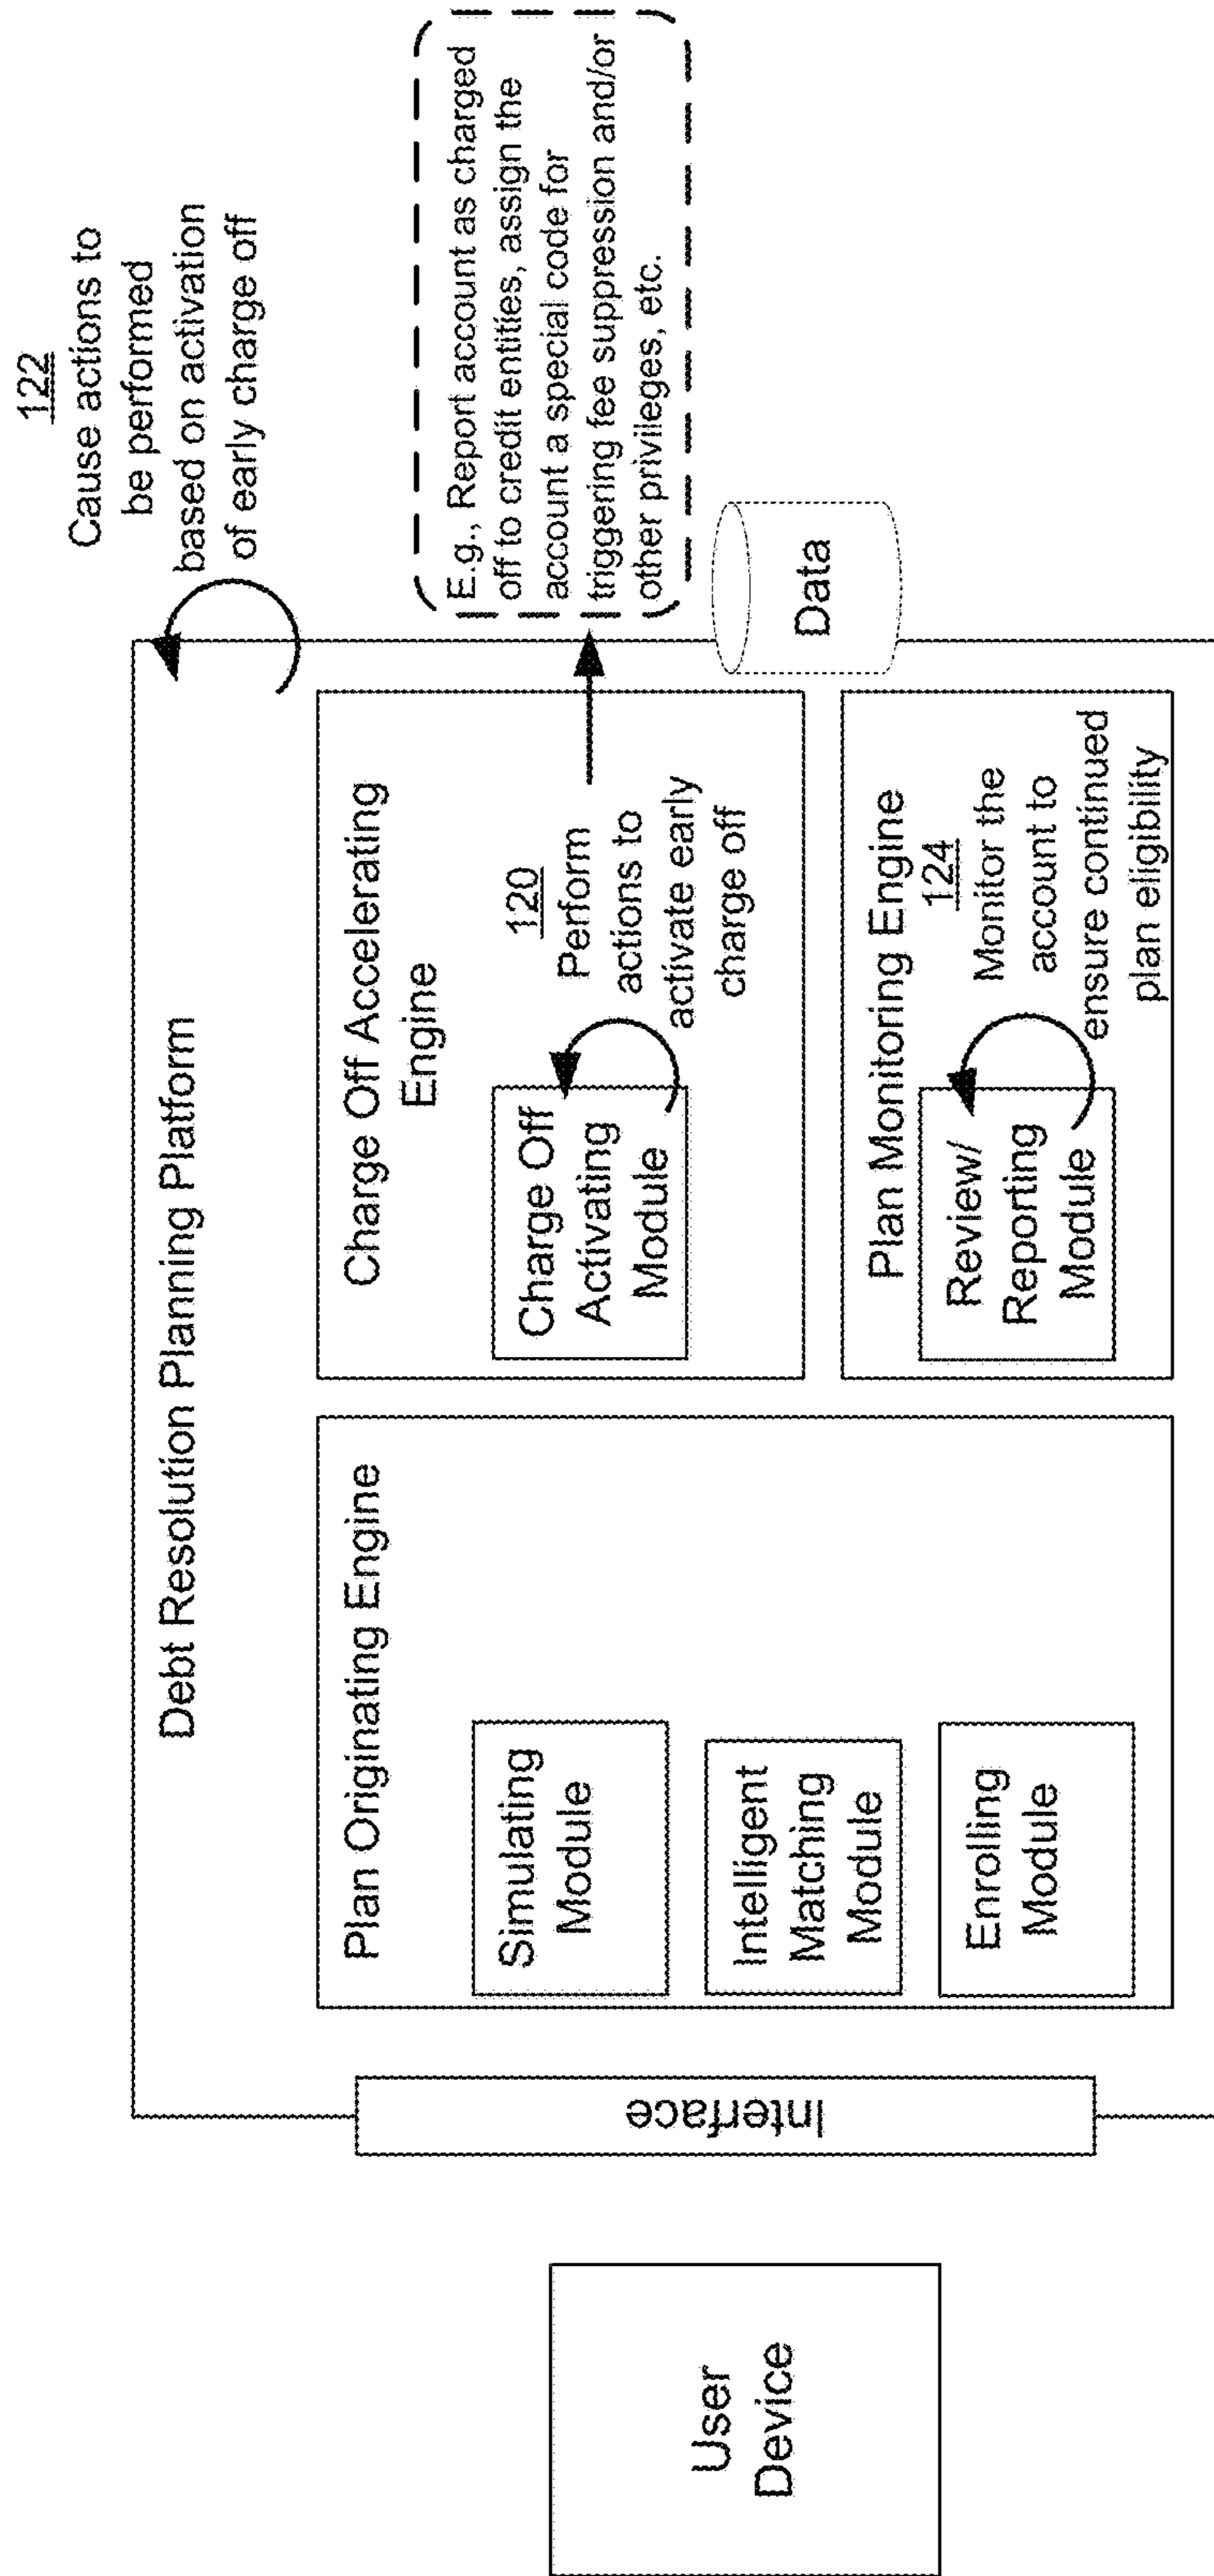 122
Cause actions to
be performed
based on activation
of early charge off
Debt Resolution Planning Platform
User
Device
Interface
Plan Originating Engine
Simulating
Module
Intelligent
Matching
Module
Enrolling
Module
Charge Off Accelerating
Engine
Charge Off
Activating
Module
120
Perform
actions to
activate early
charge off
E.g., Report account as charged
off to credit entities, assign the
account a special code for
triggering fee suppression and/or
other privileges, etc.
Plan Monitoring Engine
Review/
Reporting
Module
124
Monitor the
account to
ensure continued
plan eligibility
Data